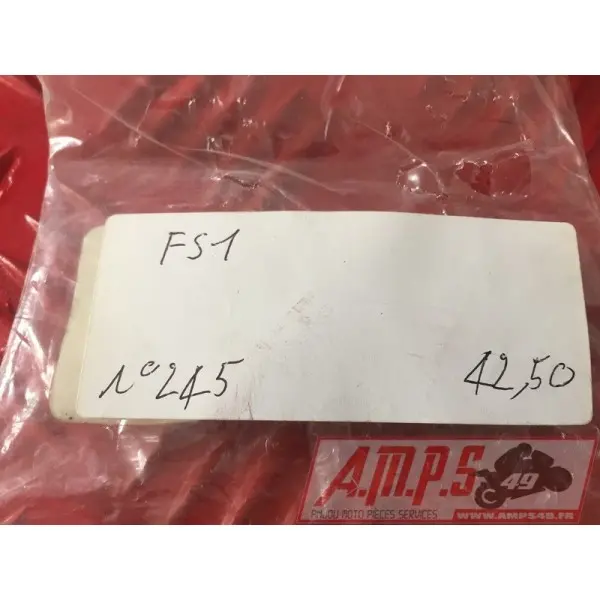 FS1
N°245
42,50
A.M.P.S
49
ANJOU MOTO PIECES SERVICES
WWW.AMPS49.FR